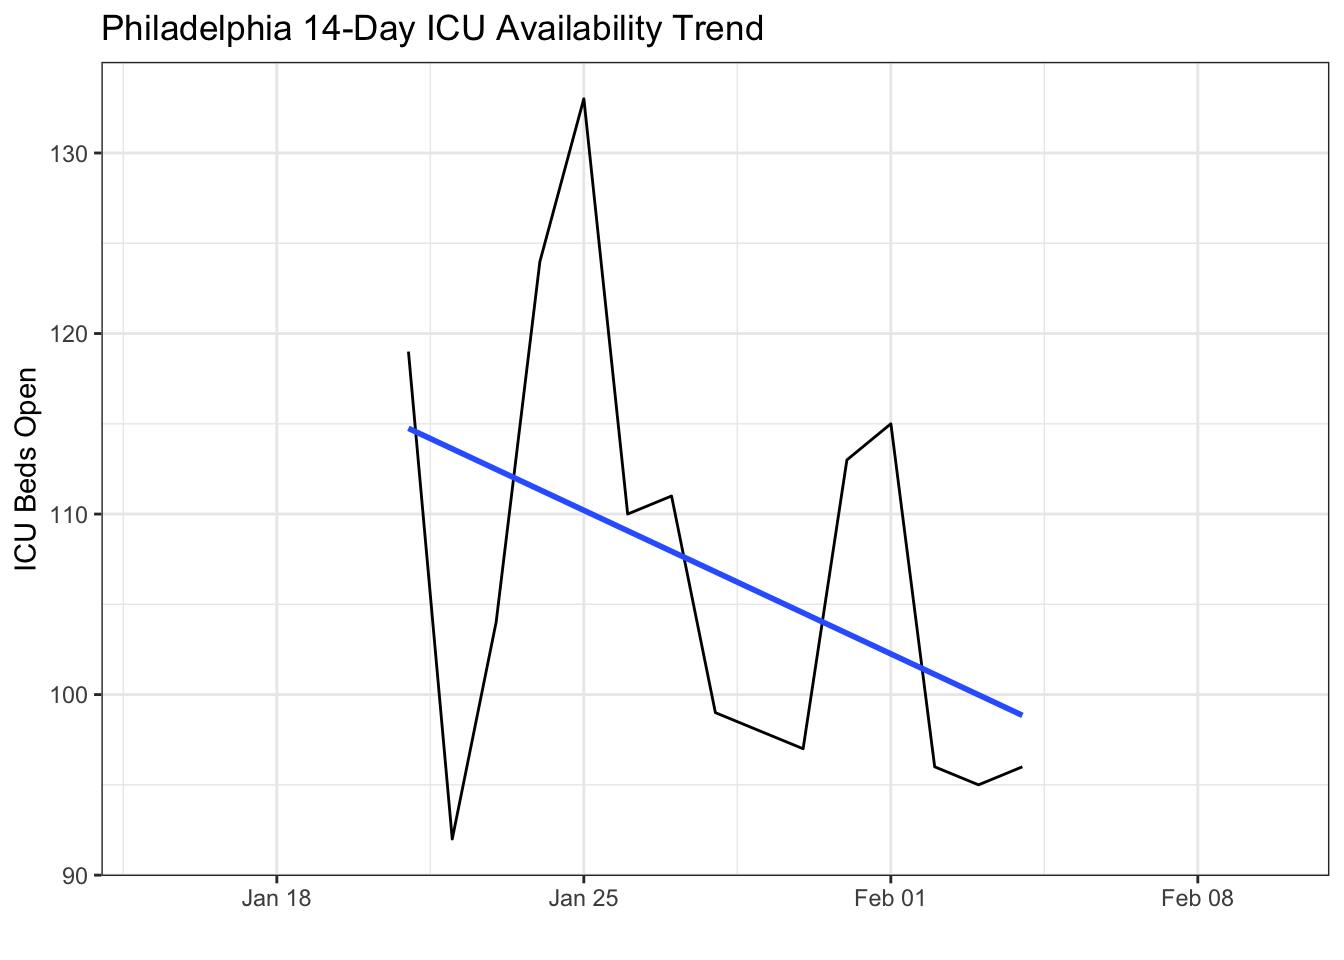 Philadelphia 14-Day ICU Availability Trend
ICU Beds Open
130
120
110
100
90
Jan 18
Jan 25
Feb 01
Feb 08